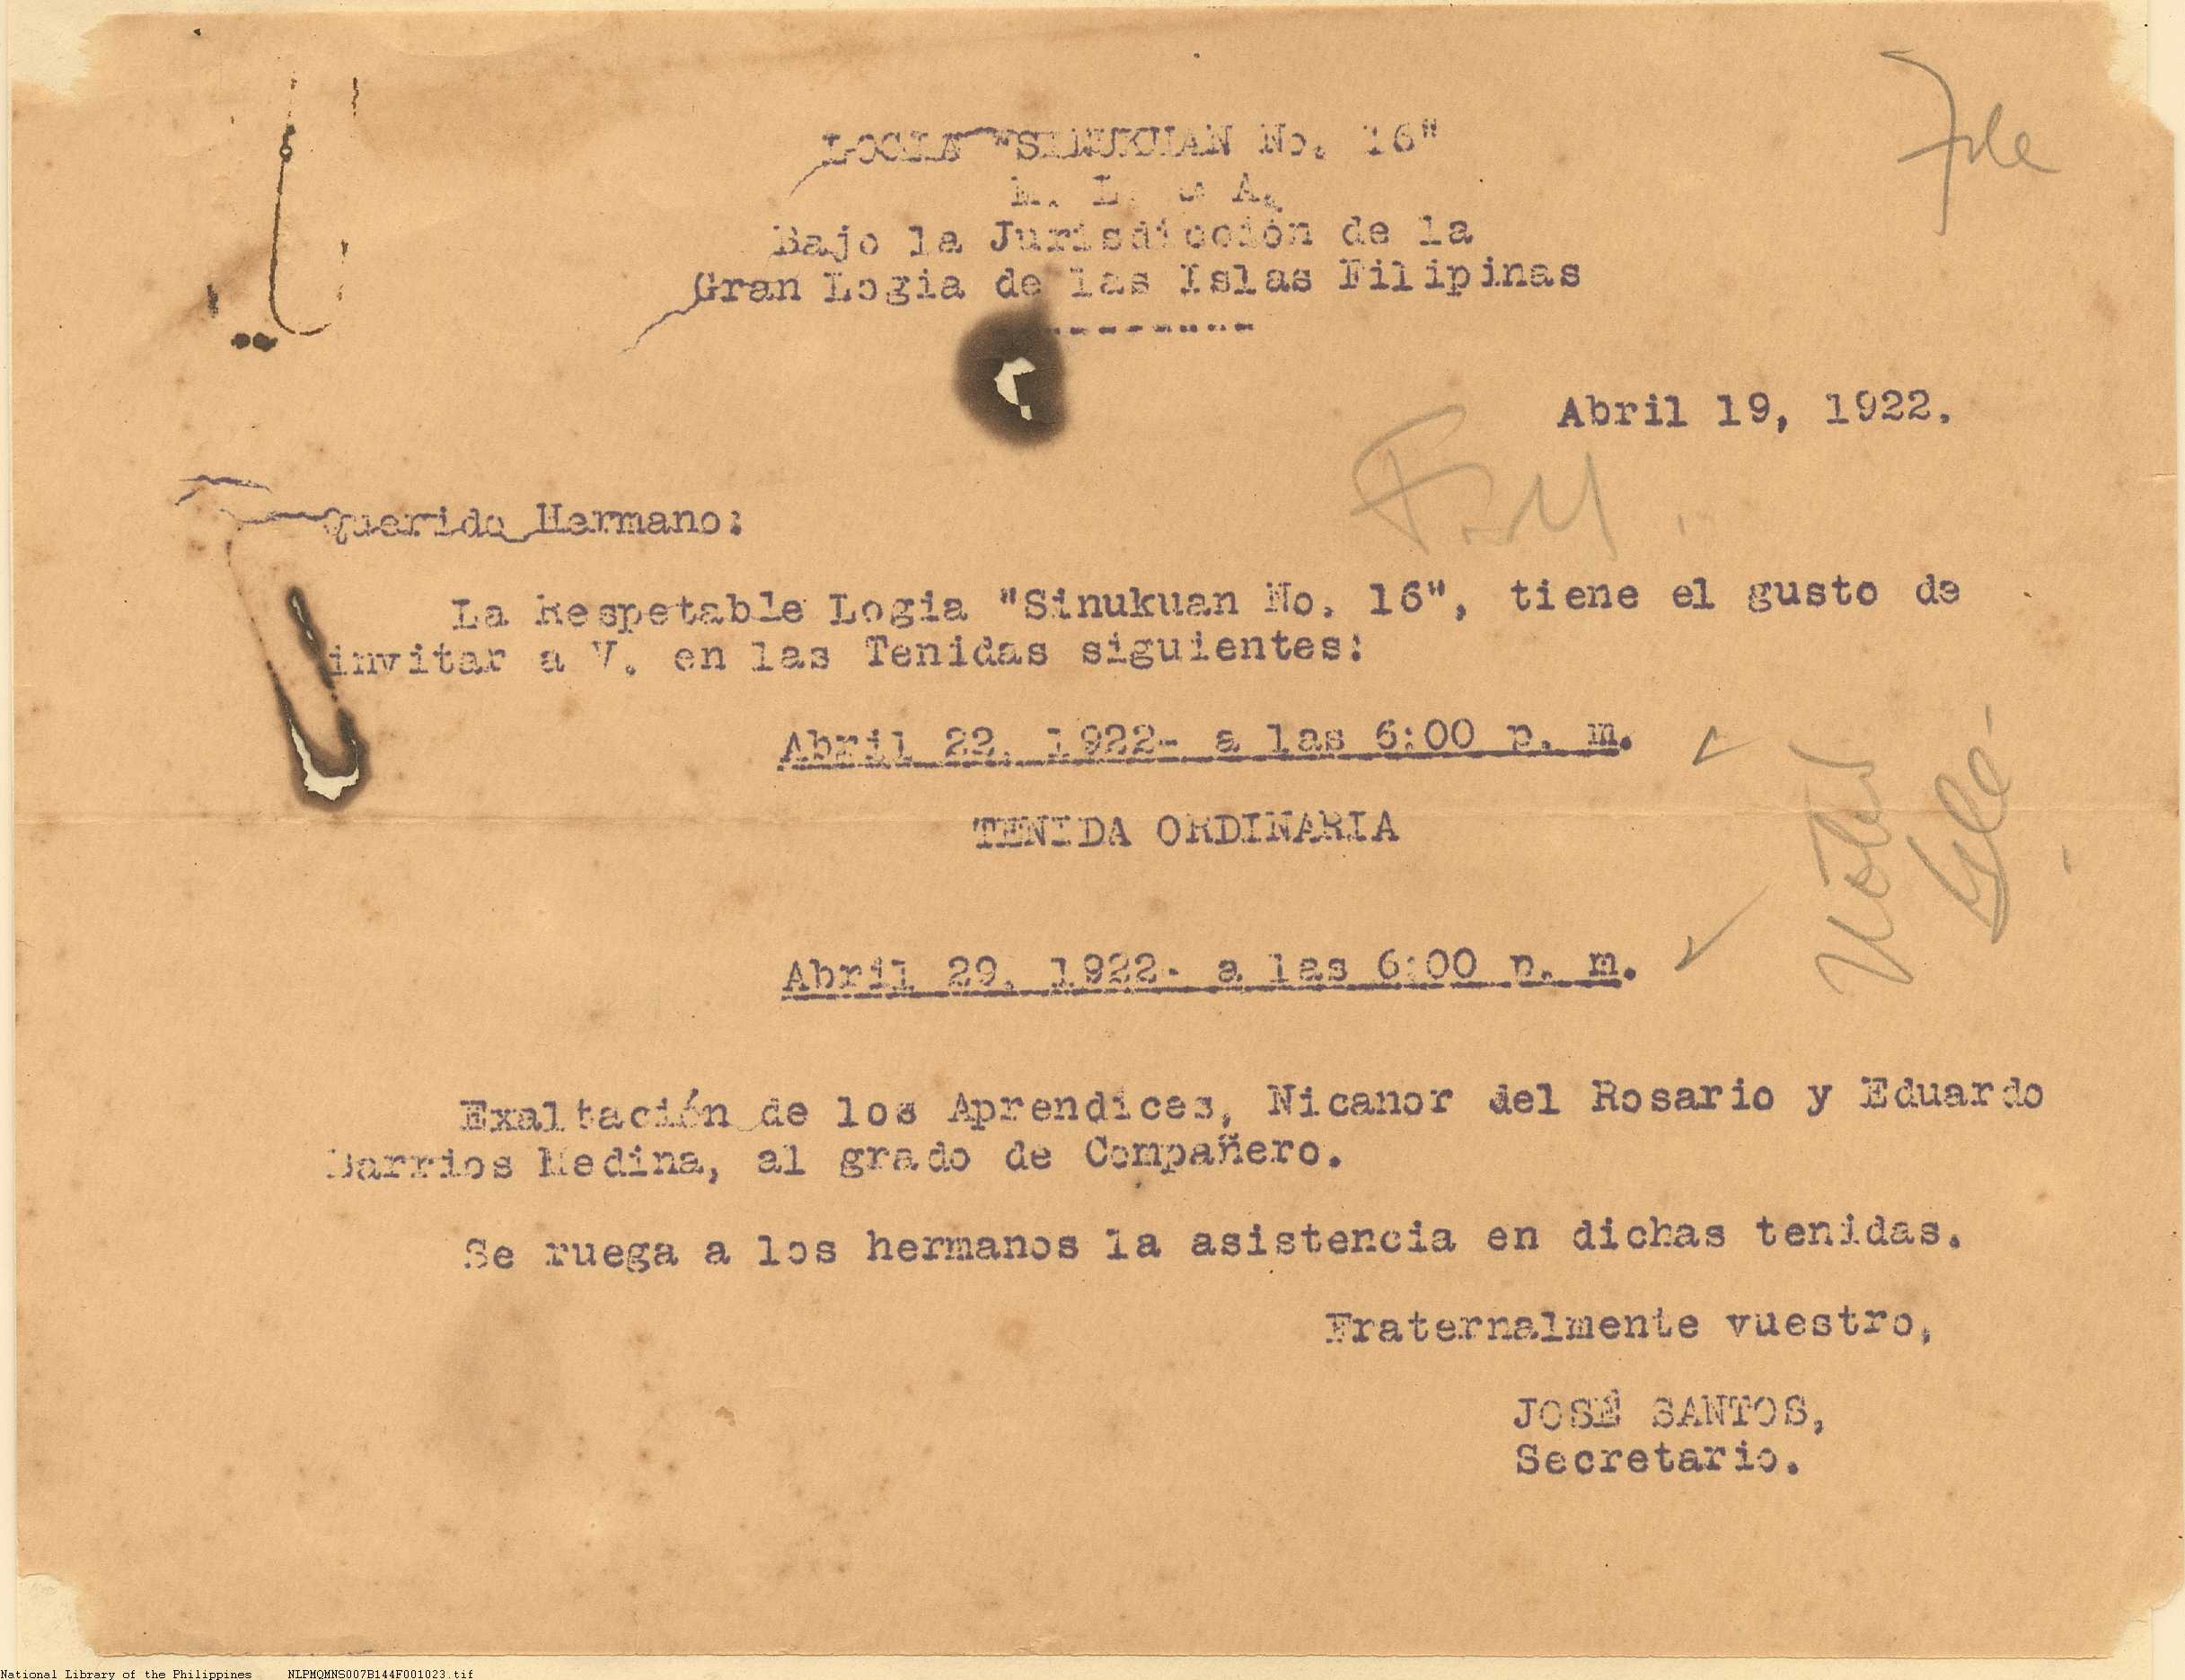 File
LOGIA "SINUKUAN No. 16"
L. & A.
Bajo la Jurisdicción de la
Gran Logia de las Islas Filipinas
---------
Abril 19, 1922.
Querido Hermano:
La Respetable Logia "Sinukuan No. 16", tiene el gusto de
invitar a V. en las Tenidas siguientes:
Abril 22, 1922- a las 6:00 p. m.
TENIDA ORDINARIA
Abril 29, 1922- a las 6:00 p. m.
Noted
Exaltación de los Aprendices, Nicanor del Rosario y Eduardo
Barrios Medina, al grado de Compañero.
Se ruega a los hermanos la asistencia en dichas tenidas.
Fraternalmente vuestro,
JOSÉ SANTOS,
Secretario.
National Library of the Philippines NLPMQMNS007B144F001023.tif